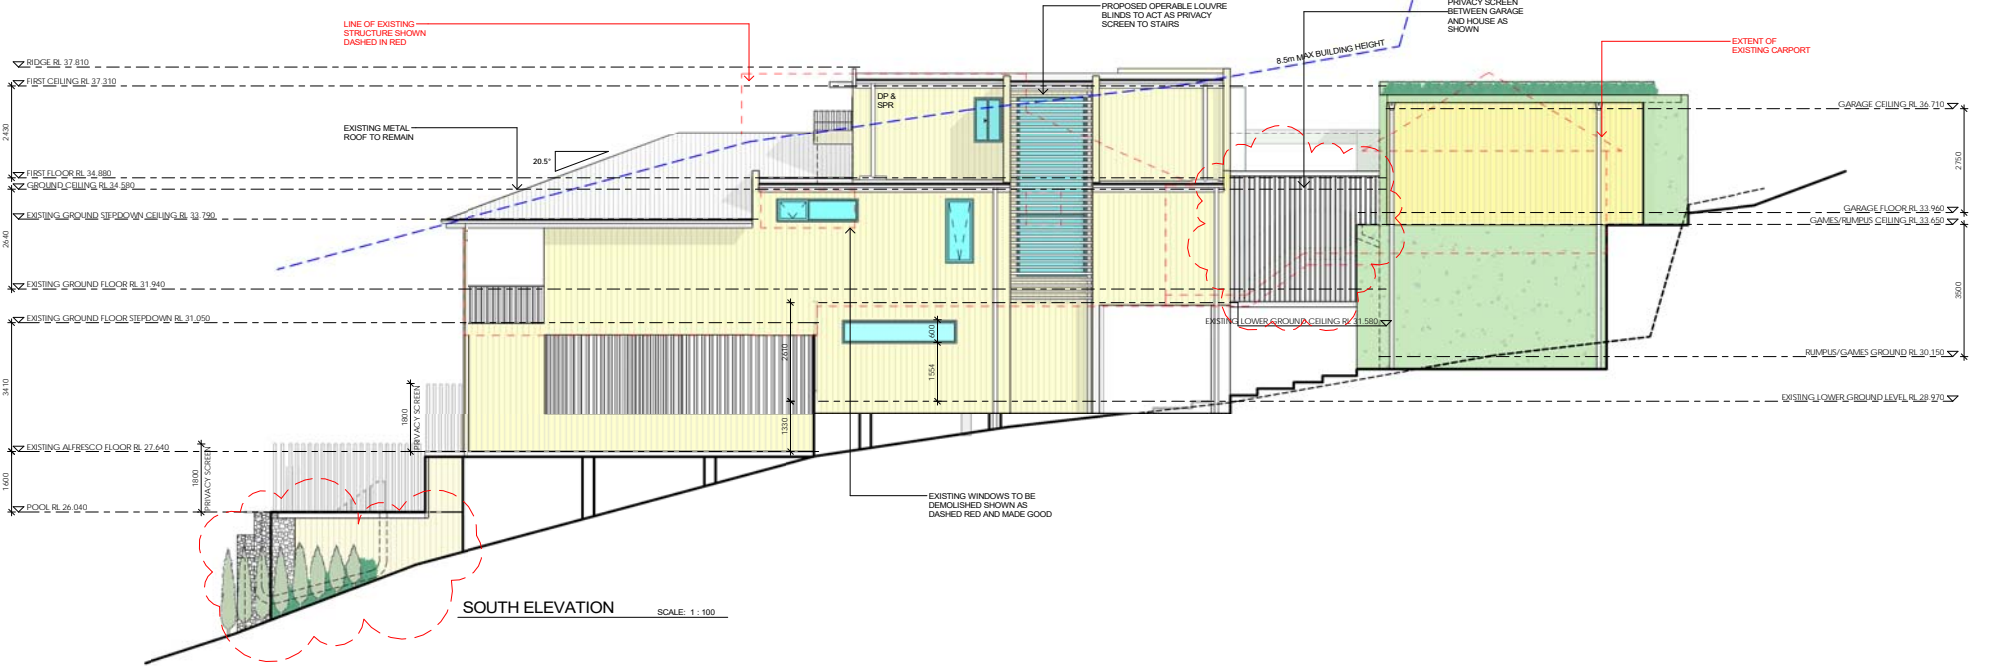 LINE OF EXISTING
STRUCTURE SHOWN
DASHED IN RED
PROPOSED OPERABLE LOUVRE
BLINDS TO ACT AS PRIVACY
SCREEN TO STAIRS
PRIVACY SCREEN
BETWEEN GARAGE
AND HOUSE AS
SHOWN
EXTENT OF
EXISTING CARPORT
8.5m MAX BUILDING HEIGHT
RIDGE RL 37.810
FIRST CEILING RL 37.310
DP &
SPR
EXISTING METAL
ROOF TO REMAIN
20.5°
GARAGE CEILING RL 36.710
2430
2750
FIRST FLOOR RL 34.880
GROUND CEILING RL 34.580
EXISTING GROUND STEPDOWN CEILING RL 33.790
GARAGE FLOOR RL 33.960
GAMES/RUMPUS CEILING RL 33.650
2640
EXISTING GROUND FLOOR RL 31.940
3500
EXISTING GROUND FLOOR STEPDOWN RL 31.050
EXISTING LOWER GROUND CEILING RL 31.580
600
2610
1554
RUMPUS/GAMES GROUND RL 30.150
3410
EXISTING LOWER GROUND LEVEL RL 28.970
1800
PRIVACY SCREEN
1330
EXISTING ALFRESCO FLOOR RL 27.640
1800
PRIVACY SCREEN
1600
POOL RL 26.040
EXISTING WINDOWS TO BE
DEMOLISHED SHOWN AS
DASHED RED AND MADE GOOD
SOUTH ELEVATION
SCALE: 1 : 100